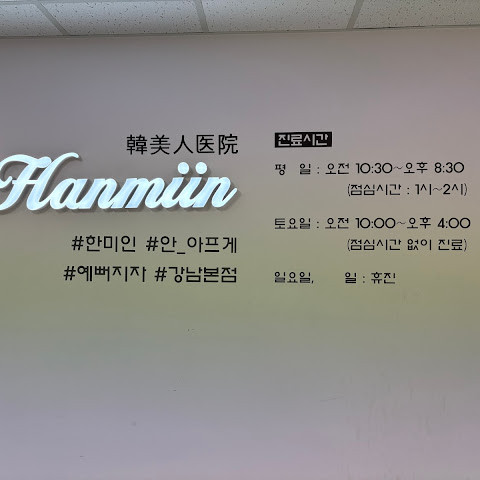 韓美人医院
Hanmiin
#한미인 #안_아프게
#예뻐지자 #강남본점
진료시간
평 일 : 오전 10:30~오후 8:30
(점심시간 : 1시~2시)
토요일 : 오전 10:00~오후 4:00
(점심시간 없이 진료)
일요일, 일 : 휴진